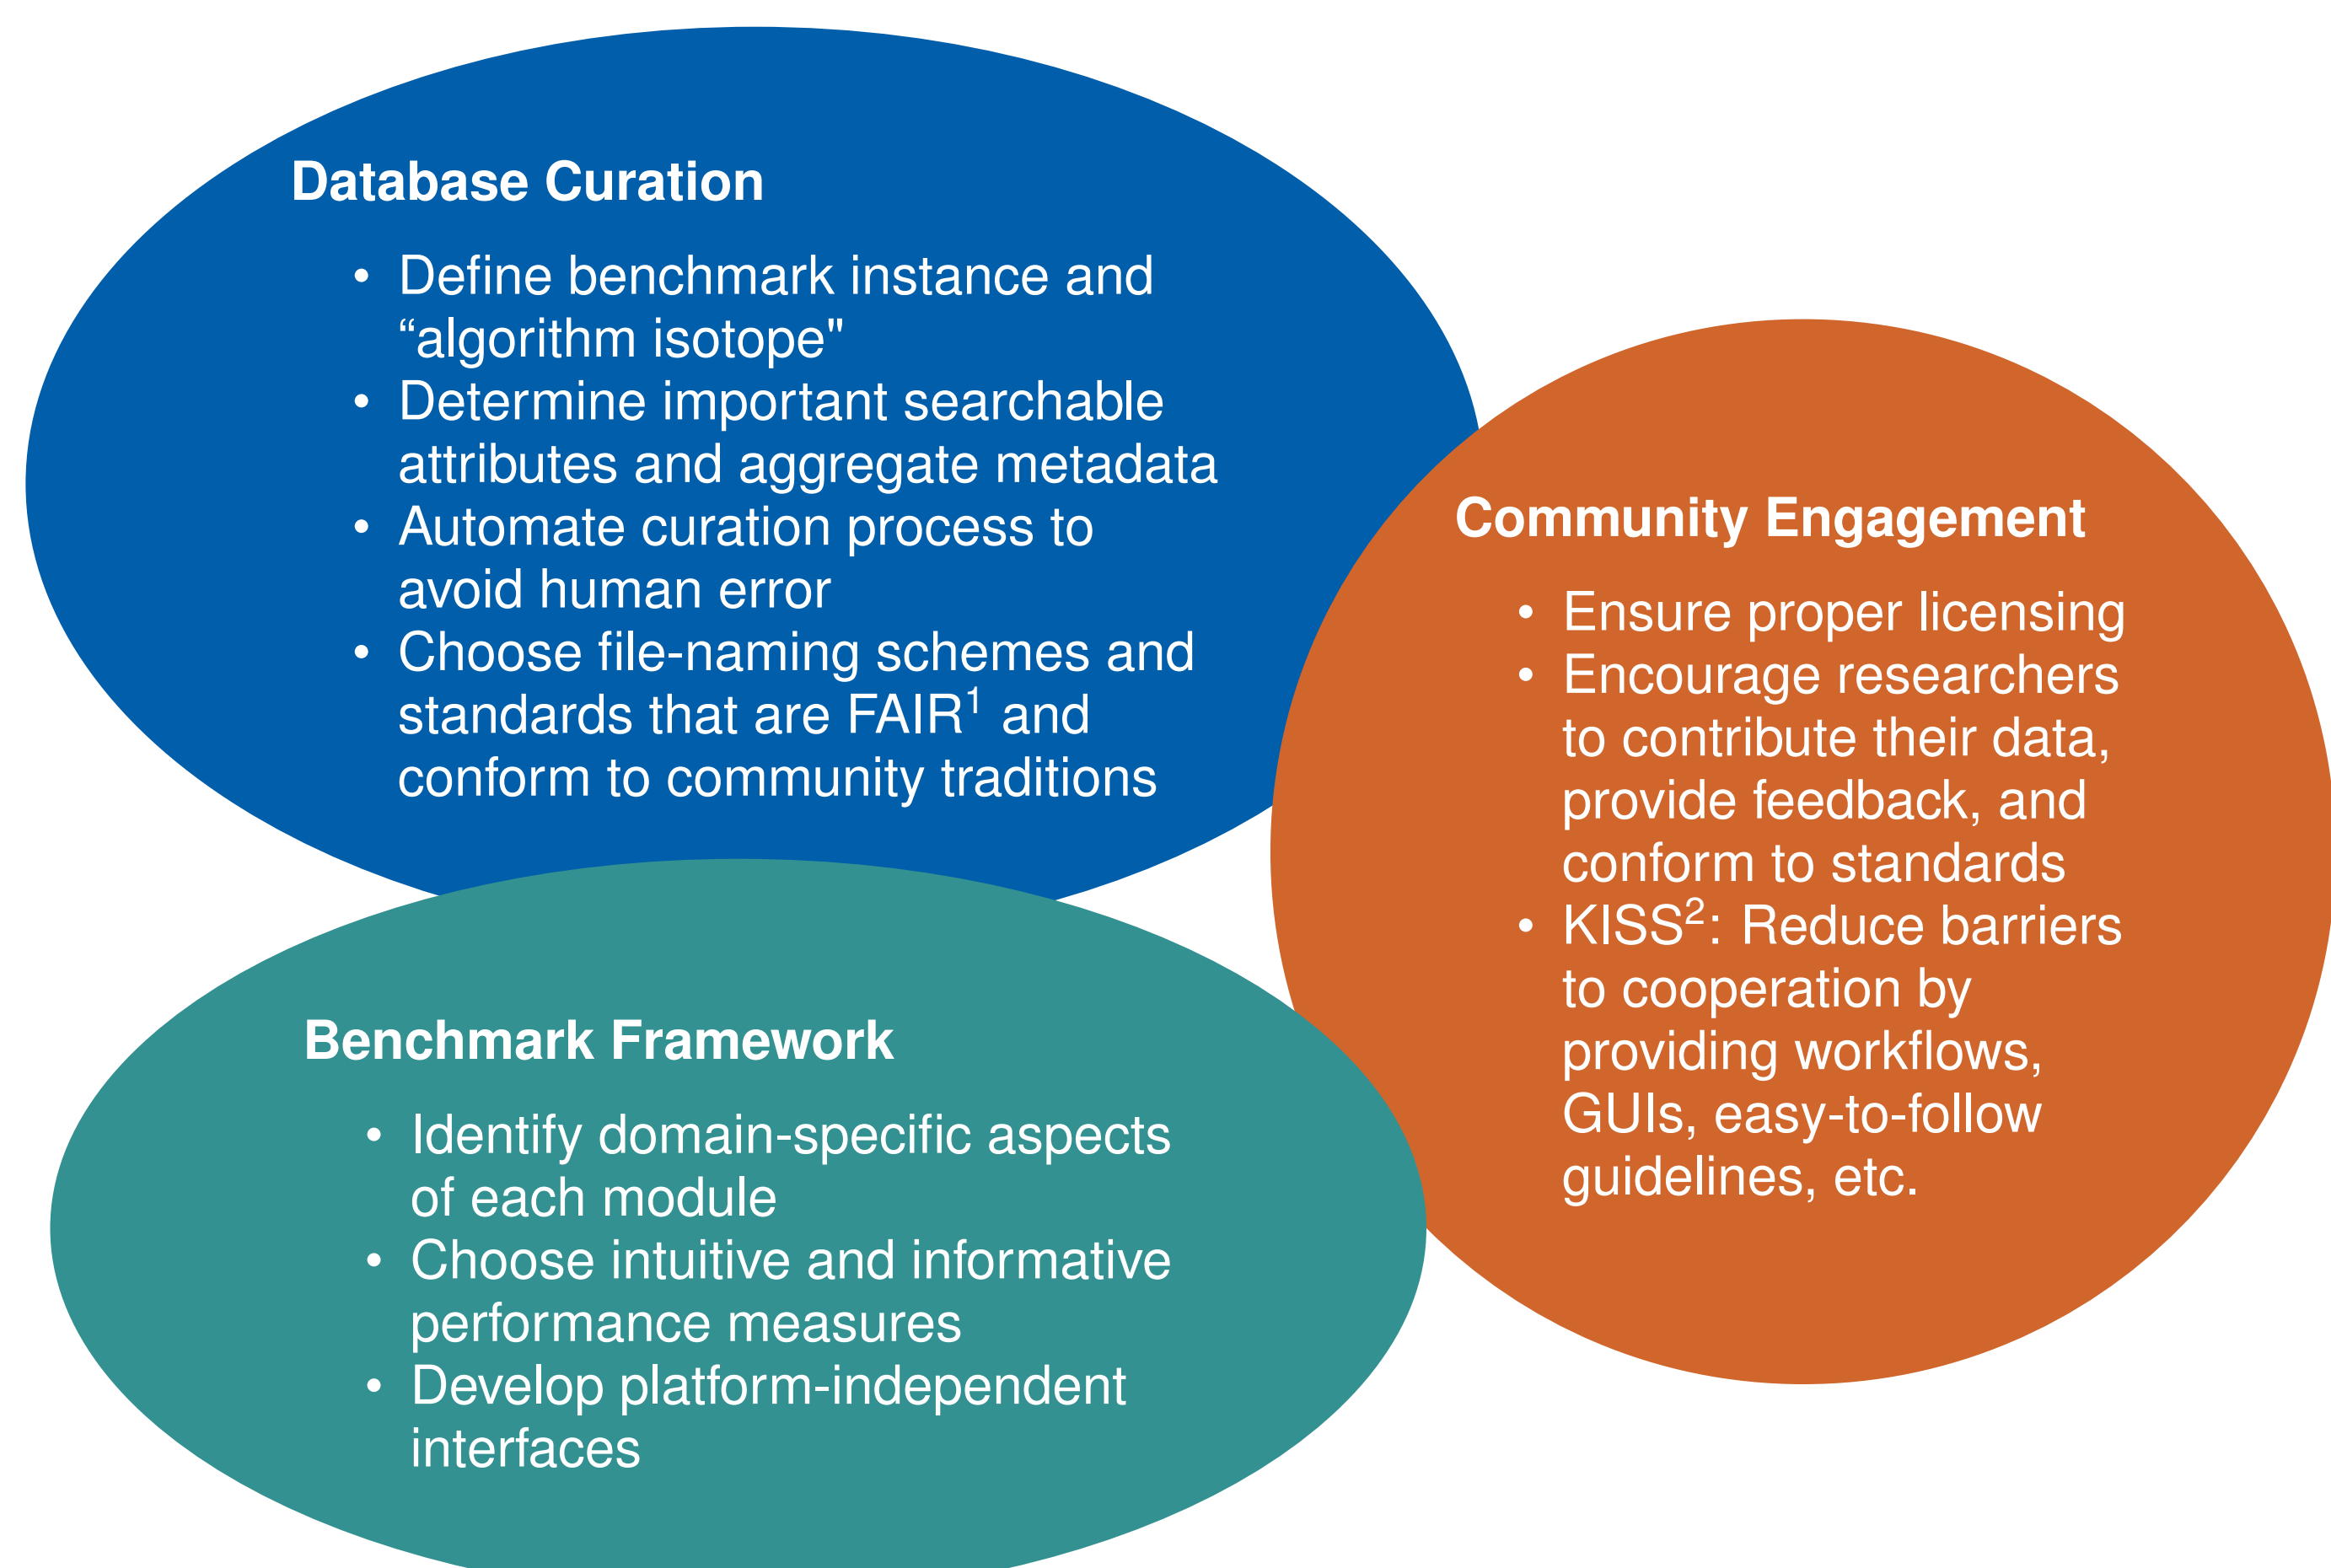 Database Curation
• Define benchmark instance and
“algorithm isotope"
• Determine important searchable
attributes and aggregate metadata
• Automate curation process to
avoid human error
• Choose file-naming schemes and
standards that are FAIR¹ and
conform to community traditions
Community Engagement
• Ensure proper licensing
• Encourage researchers
to contribute their data,
provide feedback, and
conform to standards
• KISS²: Reduce barriers
to cooperation by
providing workflows,
GUIs, easy-to-follow
guidelines, etc.
Benchmark Framework
• Identify domain-specific aspects
of each module
• Choose intuitive and informative
performance measures
• Develop platform-independent
interfaces